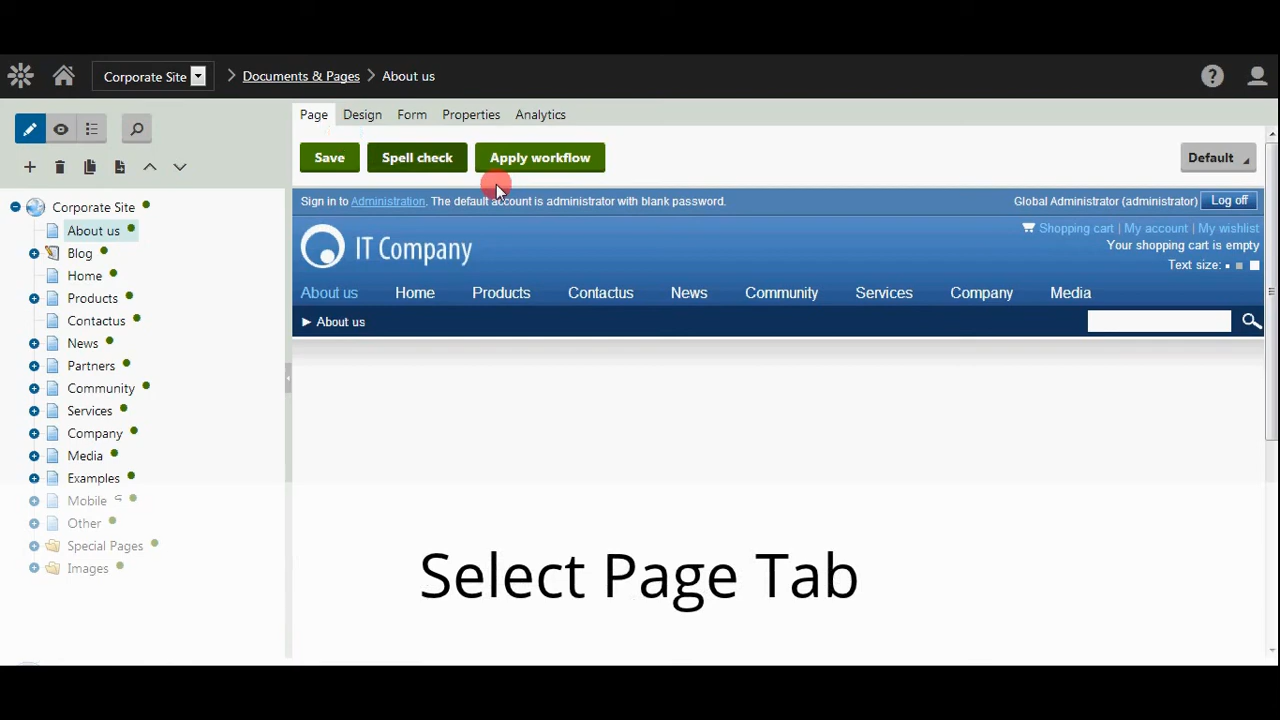 Corporate Site
Documents & Pages
About us
Page
Design
Form
Properties
Analytics
Save
Spell check
Apply workflow
Default
Corporate Site
About us
Blog
Home
Products
Contactus
News
Partners
Community
Services
Company
Media
Examples
Mobile
Other
Special Pages
Images
Sign in to Administration. The default account is administrator with blank password.
Global Administrator (administrator)
Log off
Shopping cart | My account | My wishlist
Your shopping cart is empty
Text size:
IT Company
About us
Home
Products
Contactus
News
Community
Services
Company
Media
About us
Select Page Tab